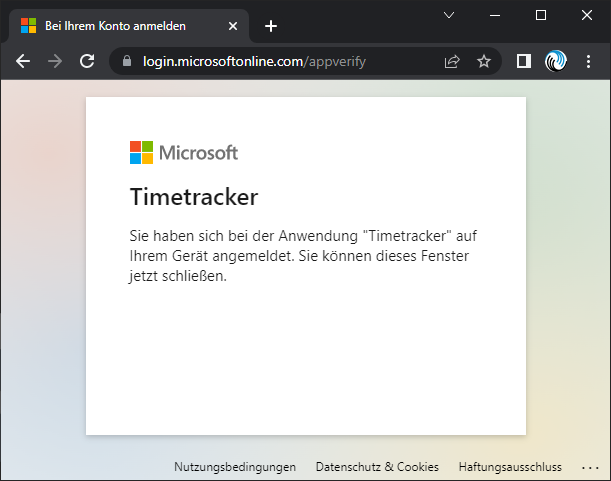 Bei Ihrem Konto anmelden
login.microsoftonline.com/appverify
Microsoft
Timetracker
Sie haben sich bei der Anwendung "Timetracker" auf
Ihrem Gerät angemeldet. Sie können dieses Fenster
jetzt schließen.
Nutzungsbedingungen Datenschutz & Cookies Haftungsausschluss ...